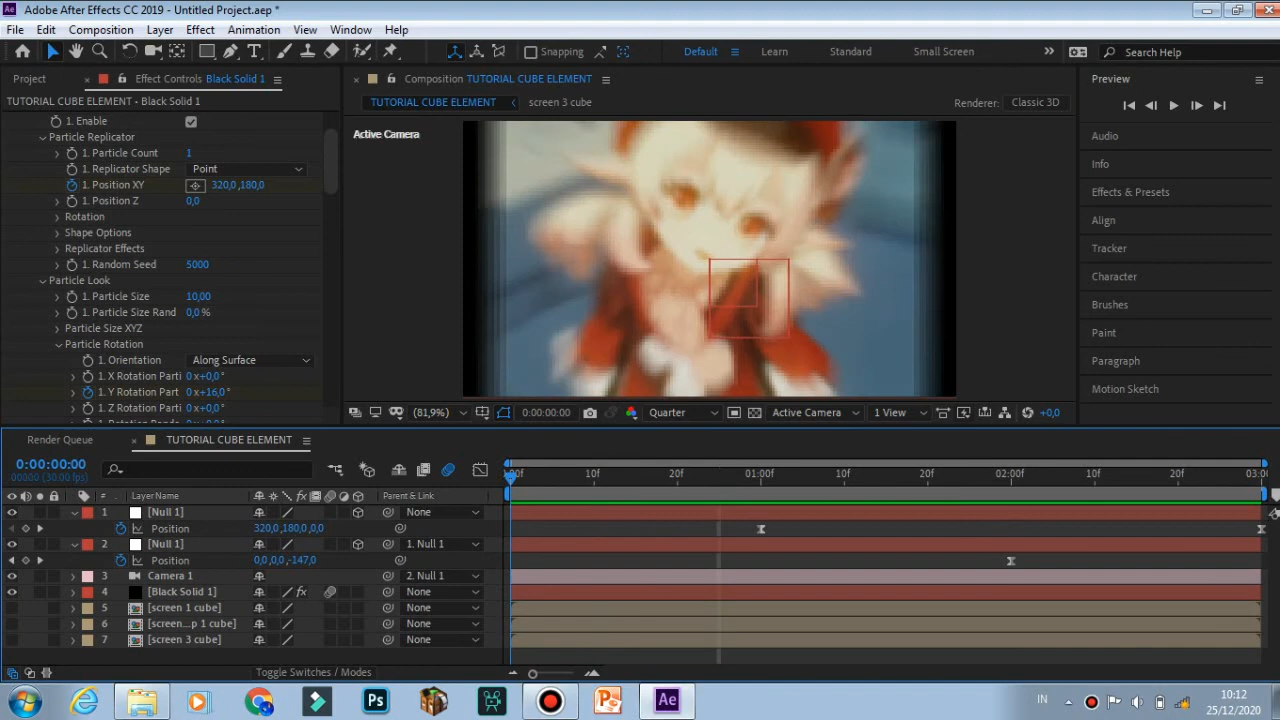 Adobe After Effects CC 2019 - Untitled Project.aep *
File Edit Composition Layer Effect Animation View Window Help
Snapping Default Learn Standard Small Screen Search Help
Project Effect Controls Black Solid 1
Composition TUTORIAL CUBE ELEMENT
Preview
TUTORIAL CUBE ELEMENT • Black Solid 1
TUTORIAL CUBE ELEMENT screen 3 cube Renderer: Classic 3D
1. Enable
Active Camera
Particle Replicator
1. Particle Count 1
1. Replicator Shape Point
1. Position XY 320,0 ,180,0
1. Position Z 0,0
Rotation
Shape Options
Replicator Effects
1. Random Seed 5000
Particle Look
1. Particle Size 10,00
1. Particle Size Rand 0,0 %
Particle Size XYZ
Particle Rotation
1. Orientation Along Surface
1. X Rotation Parti 0 x+0,0°
1. Y Rotation Part 0 x+16,0°
1. Z Rotation Parti 0 x+0,0°
Audio
Info
Effects & Presets
Align
Tracker
Character
Brushes
Paint
Paragraph
Motion Sketch
(81,9%) 0:00:00:00 Quarter Active Camera 1 View +0,0
Render Queue TUTORIAL CUBE ELEMENT
0:00:00:00
00000 (30.00 fps)
10f 20f 01:00f 10f 20f 02:00f 10f 20f
# Layer Name Parent & Link
1 [Null 1] None
Position 320,0,180,0,0,0
2 [Null 1] 1. Null 1
Position 0,0,0,0,-147,0
3 Camera 1 2. Null 1
4 [Black Solid 1] fx None
5 [screen 1 cube] None
6 [screen...p 1 cube] None
7 [screen 3 cube] None
Toggle Switches / Modes
IN
10:12
25/12/2020